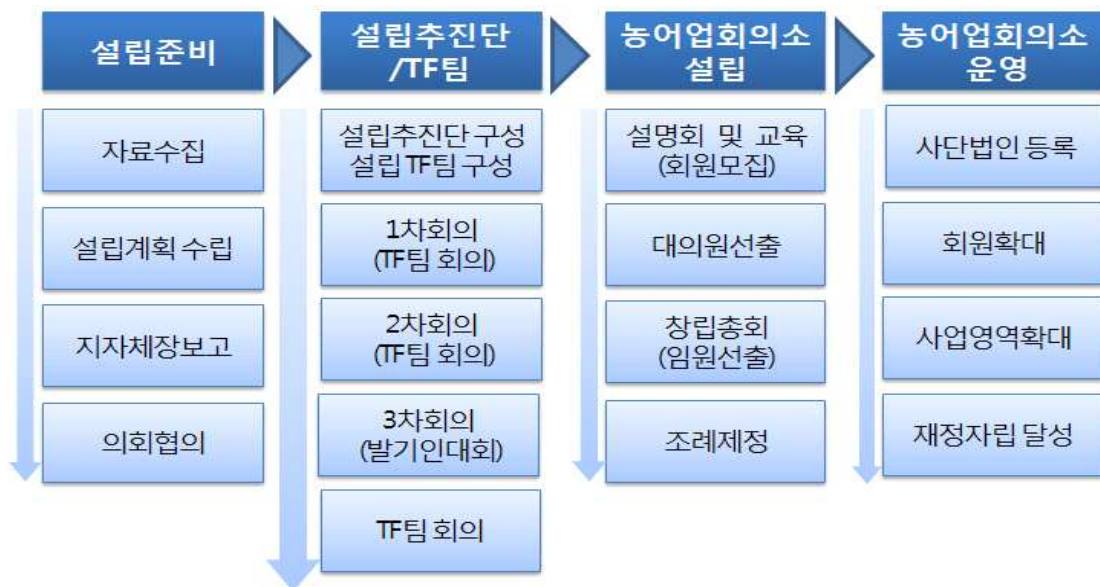 설립준비
설립추진단
/TF팀
농어업회의소
설립
농어업회의소
운영
자료수집
설립계획 수립
지자체장보고
의회협의
설립추진단 구성
설립 TF팀 구성
1차회의
(TF팀 회의)
2차회의
(TF팀 회의)
3차회의
(발기인대회)
TF팀 회의
설명회 및 교육
(회원모집)
대의원선출
창립총회
(임원선출)
조례제정
사단법인 등록
회원확대
사업영역확대
재정자립 달성